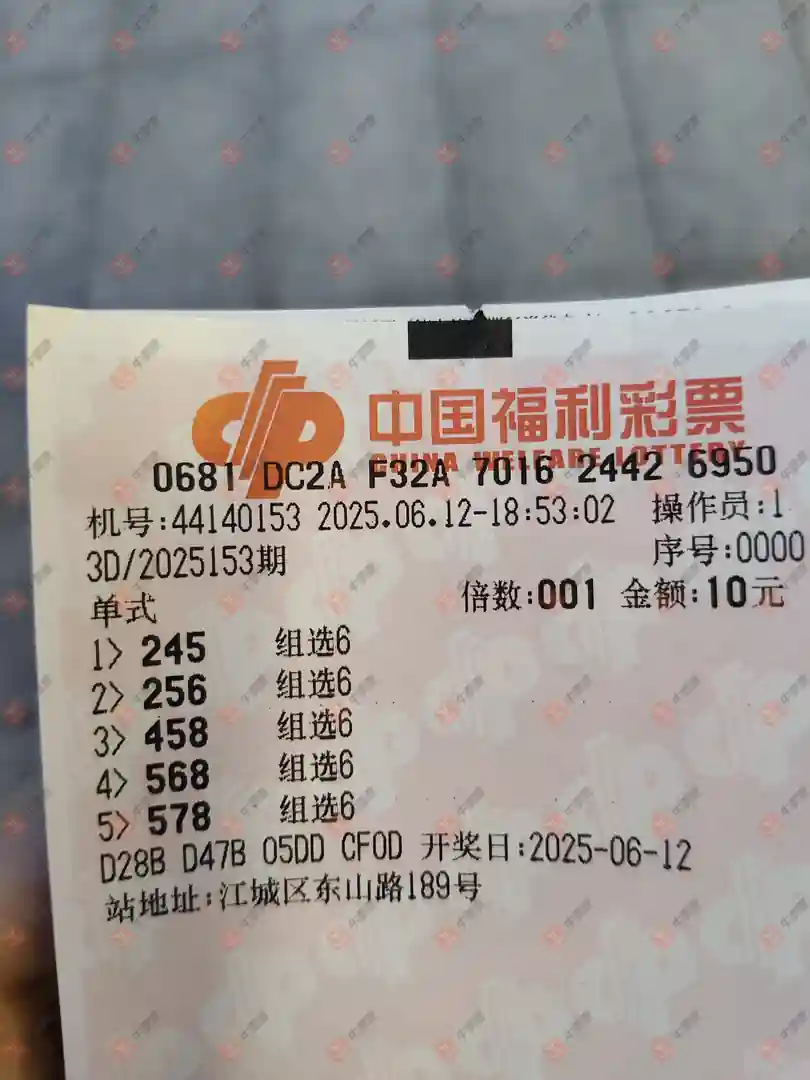 中国福利彩票
CHINA WELFARE LOTTERY
0681 DC2A F32A 7016 2442 6950
机号:44140153 2025.06.12-18:53:02 操作员:1
3D/2025153期 序号:0000
单式 倍数:001 金额:10元
1> 245 组选6
2> 256 组选6
3> 458 组选6
4> 568 组选6
5> 578 组选6
D28B D47B 05DD CF0D 开奖日:2025-06-12
站地址:江城区东山路189号